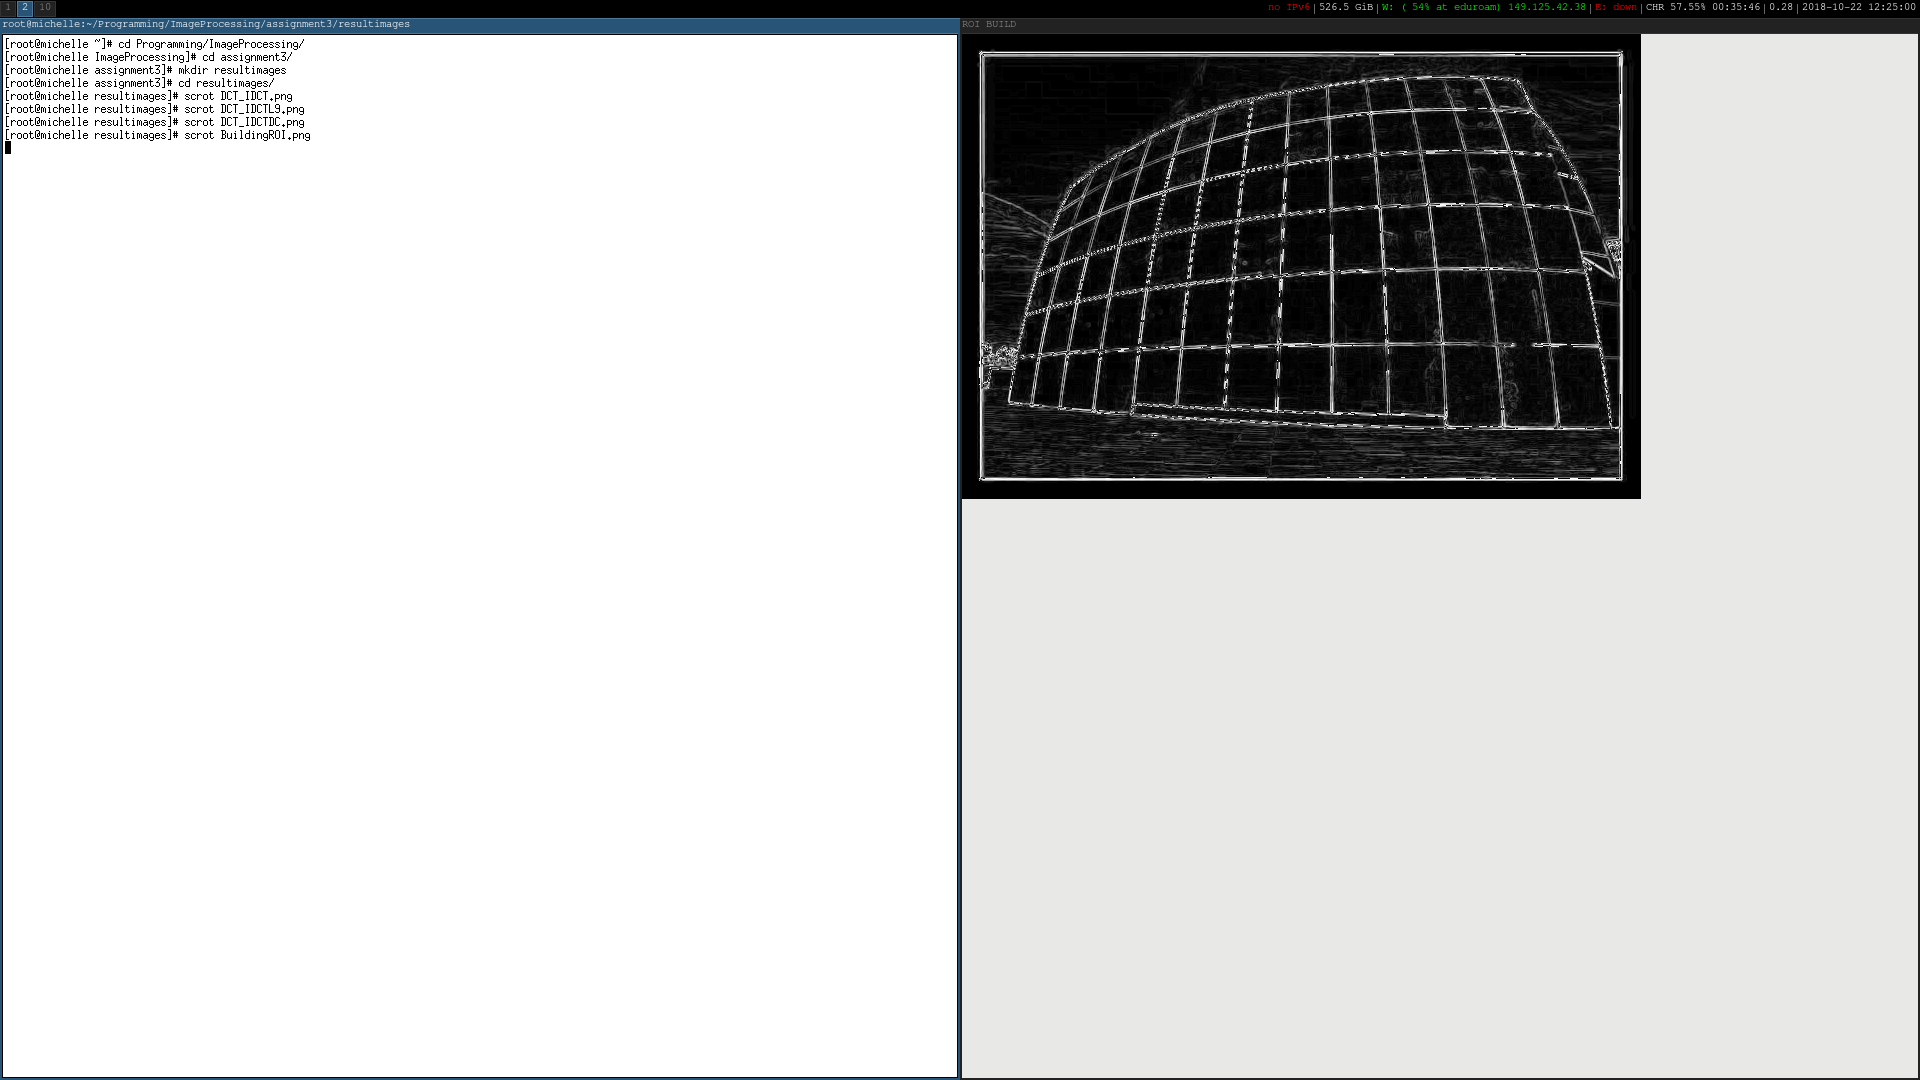 1 2 10
no IPv6|526.5 GiB|W: ( 54% at eduroam) 149.125.42.38|E: down|CHR 57.55% 00:35:46|0.28|2018-10-22 12:25:00
root@michelle:~/Programming/ImageProcessing/assignment3/resultimages
ROI BUILD
[root@michelle ~]# cd Programming/ImageProcessing/
[root@michelle ImageProcessing]# cd assignment3/
[root@michelle assignment3]# mkdir resultimages
[root@michelle assignment3]# cd resultimages/
[root@michelle resultimages]# scrot DCT_IDCT.png
[root@michelle resultimages]# scrot DCT_IDCTL9.png
[root@michelle resultimages]# scrot DCT_IDCTDC.png
[root@michelle resultimages]# scrot BuildingROI.png